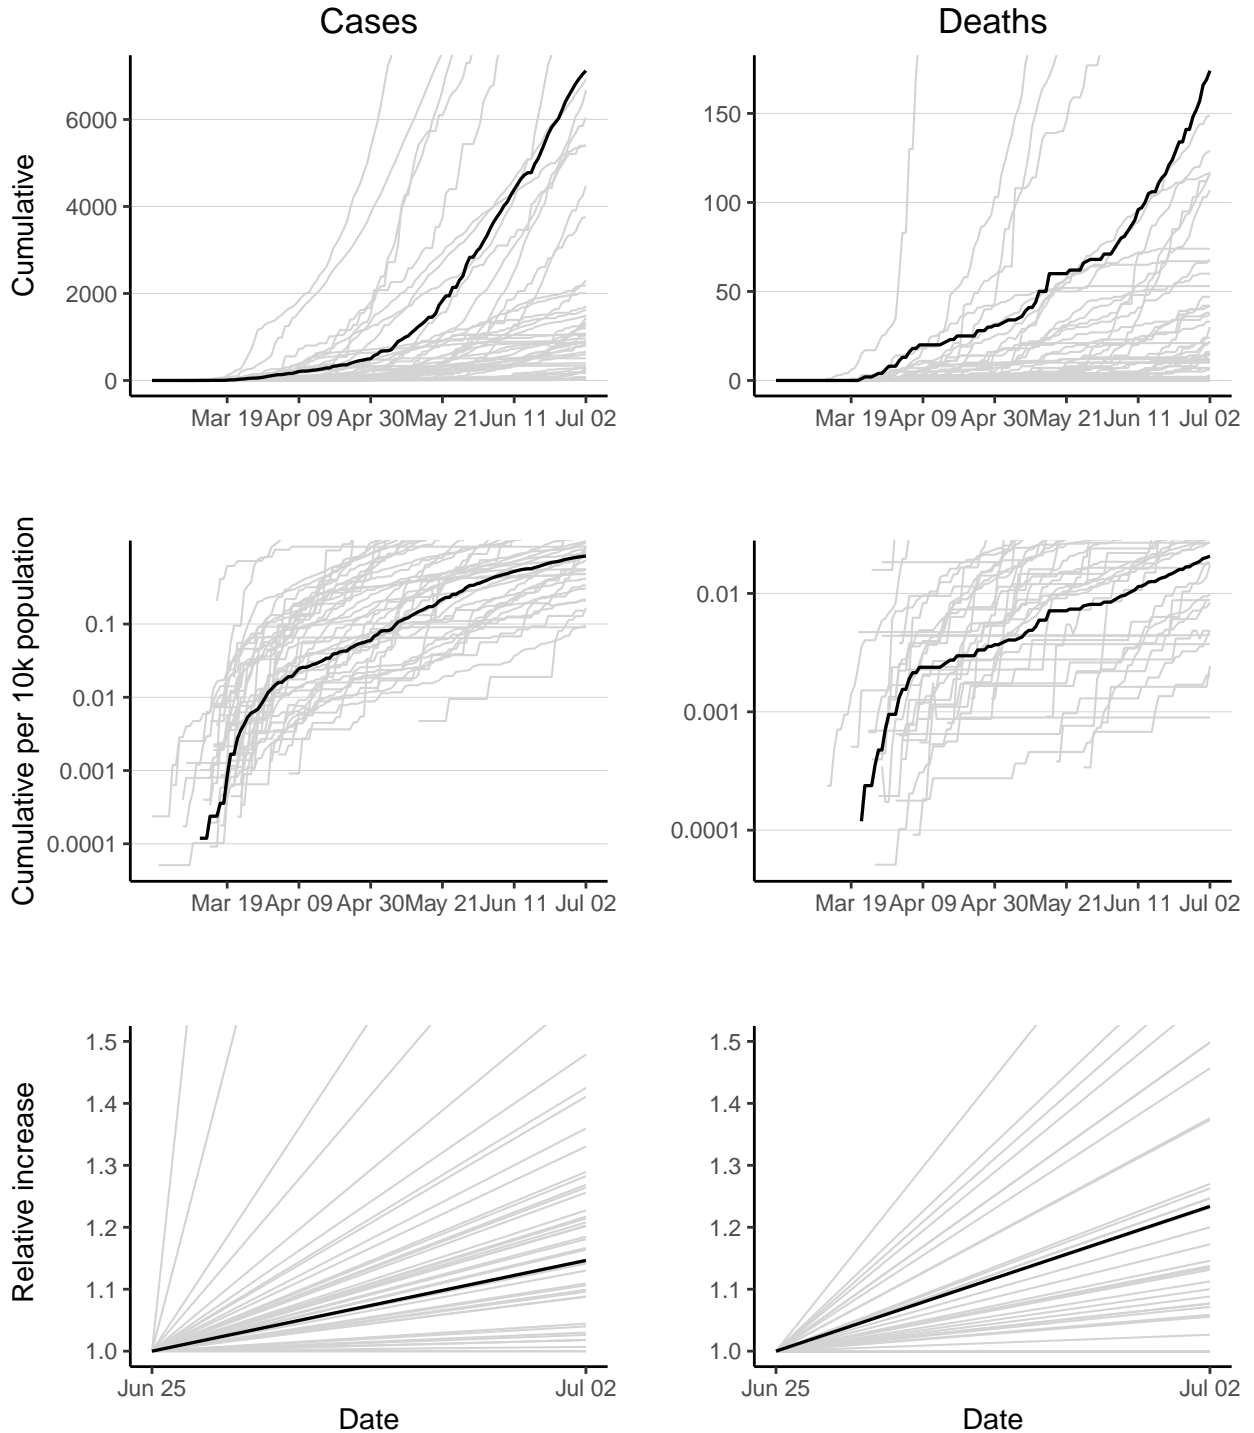 Cases
Deaths
Cumulative
6000
4000
2000
0
Mar 19 Apr 09 Apr 30 May 21 Jun 11 Jul 02
150
100
50
0
Mar 19 Apr 09 Apr 30 May 21 Jun 11 Jul 02
Cumulative per 10k population
0.1
0.01
0.001
0.0001
Mar 19 Apr 09 Apr 30 May 21 Jun 11 Jul 02
0.01
0.001
0.0001
Mar 19 Apr 09 Apr 30 May 21 Jun 11 Jul 02
Relative increase
1.5
1.4
1.3
1.2
1.1
1.0
Jun 25 Jul 02
Date
1.5
1.4
1.3
1.2
1.1
1.0
Jun 25 Jul 02
Date